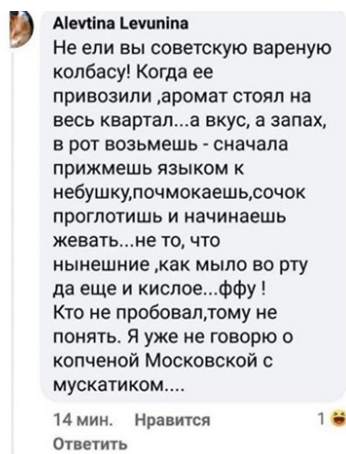 Alevtina Levunina
Не ели вы советскую вареную
колбасу! Когда ее
привозили ,аромат стоял на
весь квартал...а вкус, а запах,
в рот возьмешь - сначала
прижмешь языком к
небушку,почмокаешь,сочок
проглотишь и начинаешь
жевать...не то, что
нынешние ,как мыло во рту
да еще и кислое...ффу !
Кто не пробовал,тому не
понять. Я уже не говорю о
копченой Московской с
мускатиком....
14 мин. Нравится 1
Ответить